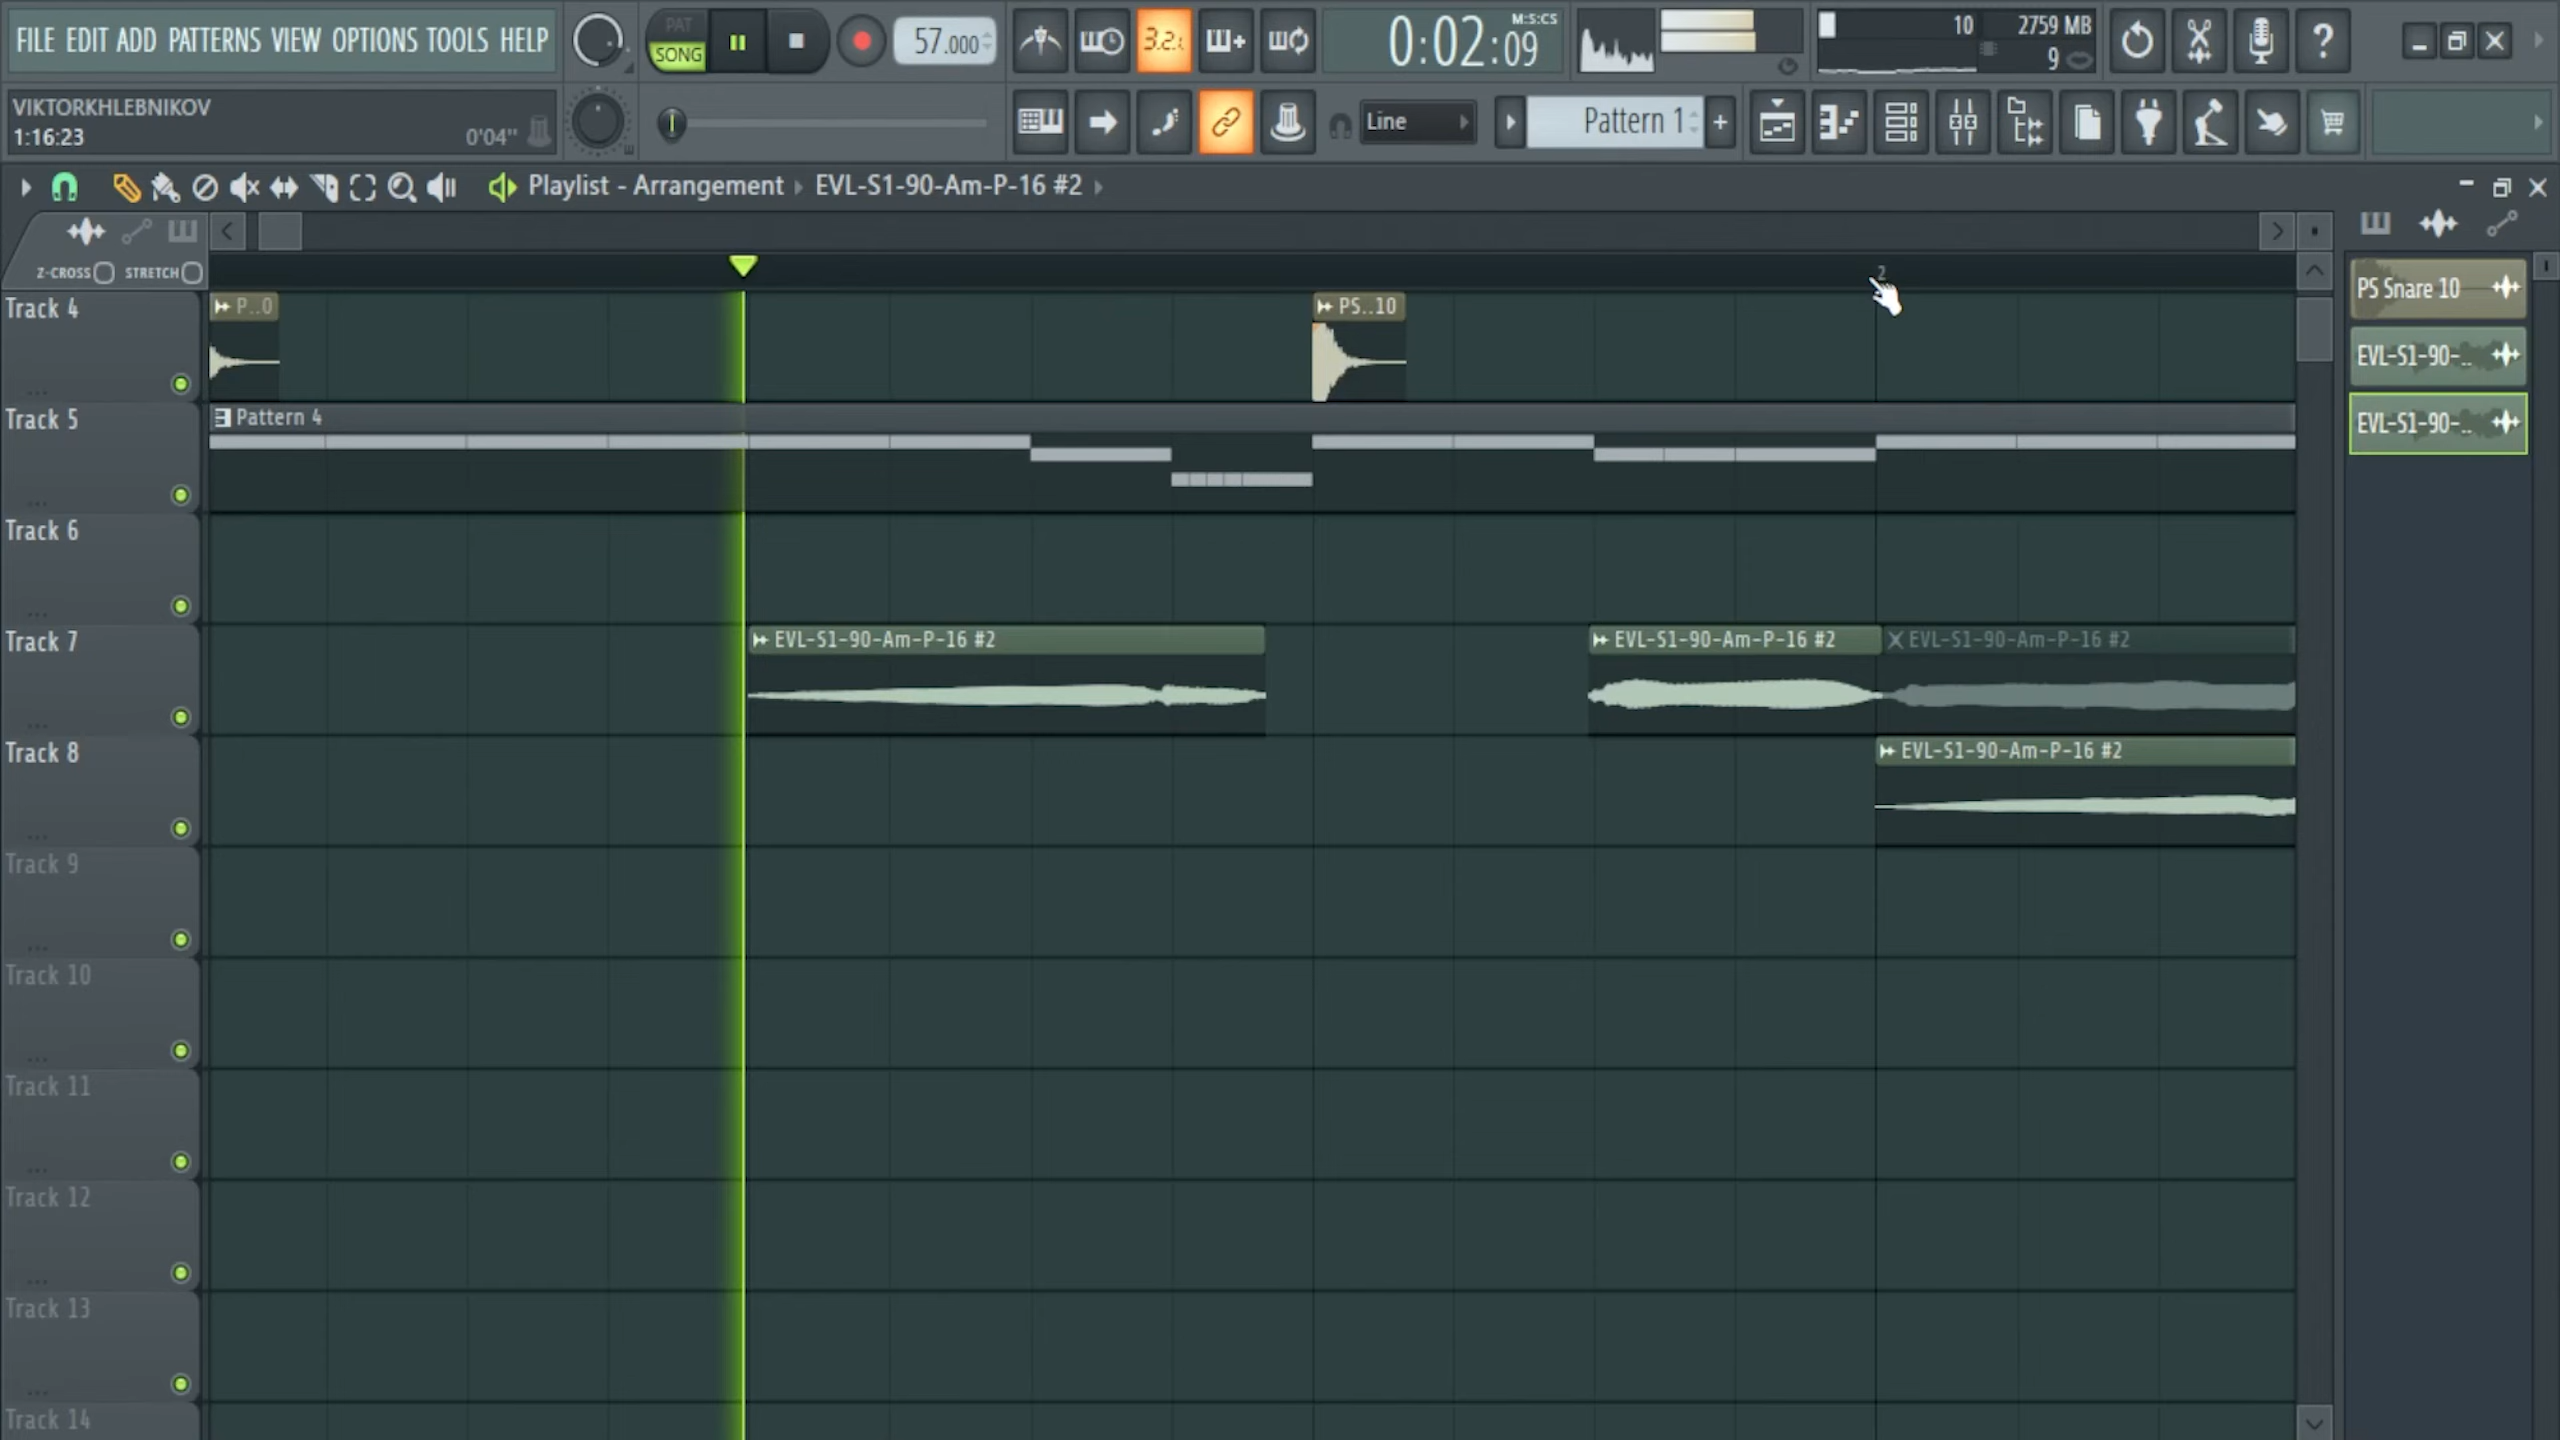 FILE EDIT ADD PATTERNS VIEW OPTIONS TOOLS HELP
PAT
SONG
57.000
3.2.
0:02:09
M:S:CS
10
2759 MB
9
VIKTORKHLEBNIKOV
1:16:23
0'04"
Line
Pattern 1
Playlist - Arrangement
EVL-S1-90-Am-P-16 #2
Z-CROSS
STRETCH
2
Track 4
P..0
PS..10
Track 5
Pattern 4
Track 6
Track 7
EVL-S1-90-Am-P-16 #2
EVL-S1-90-Am-P-16 #2
EVL-S1-90-Am-P-16 #2
Track 8
EVL-S1-90-Am-P-16 #2
Track 9
Track 10
Track 11
Track 12
Track 13
Track 14
PS Snare 10
EVL-S1-90-..
EVL-S1-90-..